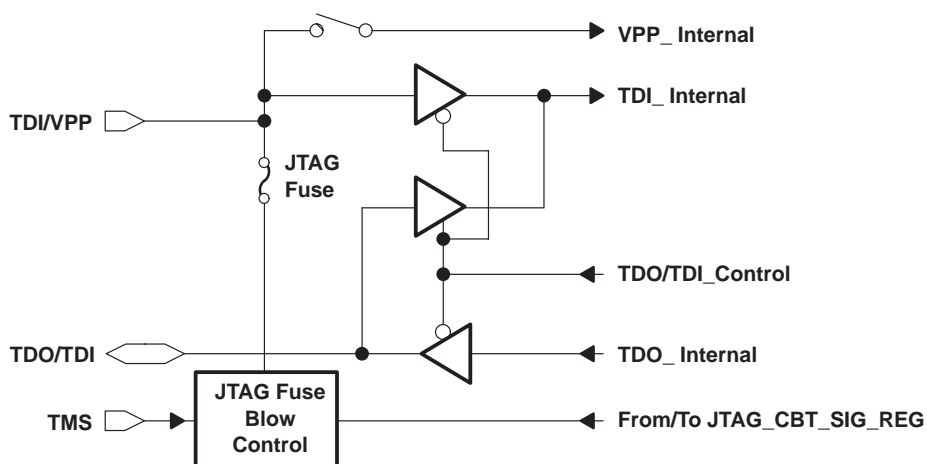 VPP_ Internal
TDI_ Internal
TDI/VPP
JTAG
Fuse
TDO/TDI_Control
TDO/TDI
TDO_ Internal
JTAG Fuse
Blow
Control
TMS
From/To JTAG_CBT_SIG_REG